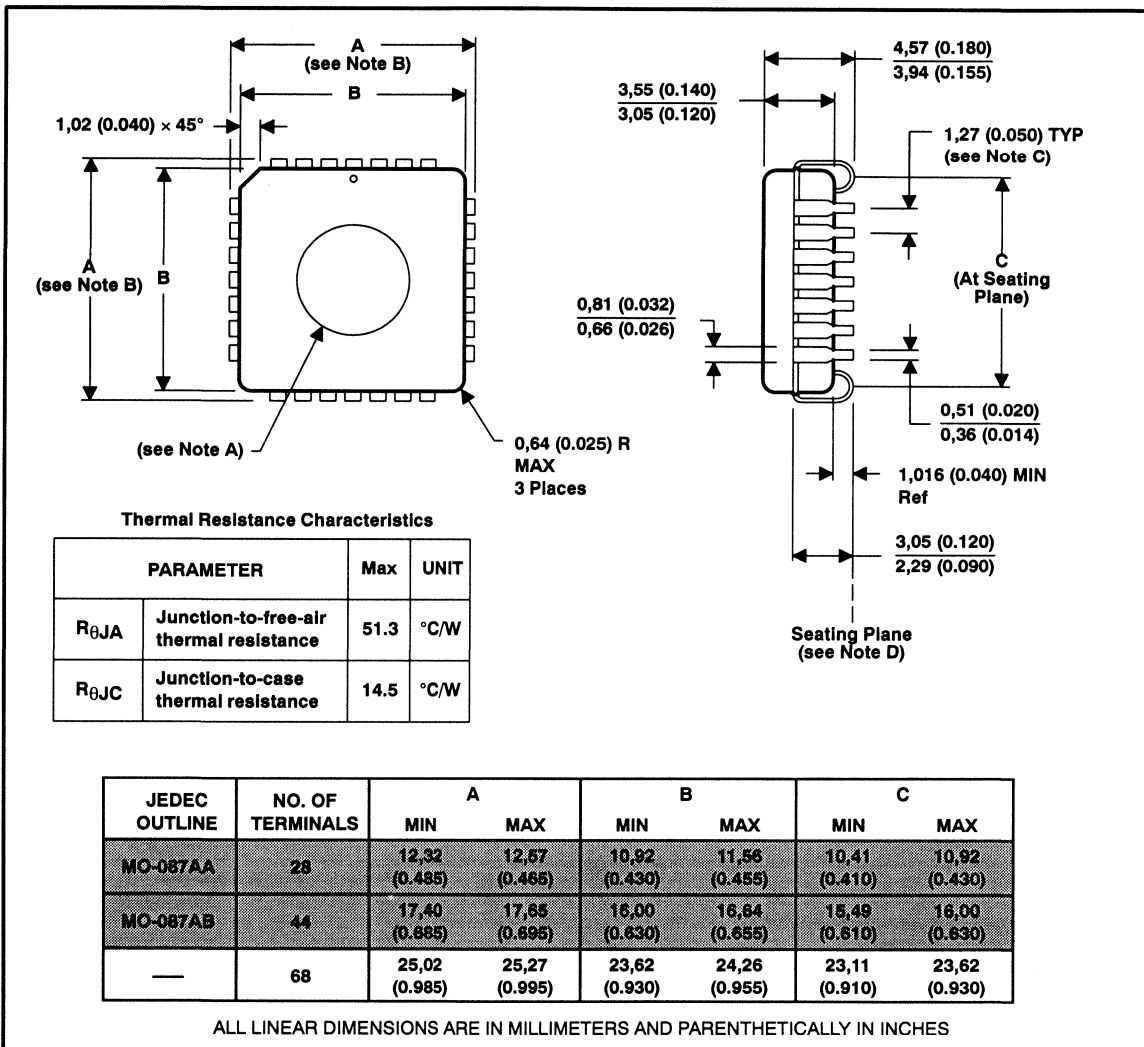 A
(see Note B)
B
1,02 (0.040) × 45°
A
(see Note B)
B
(see Note A)
0,64 (0.025) R
MAX
3 Places
4,57 (0.180)
3,94 (0.155)
3,55 (0.140)
3,05 (0.120)
1,27 (0.050) TYP
(see Note C)
C
(At Seating
Plane)
0,81 (0.032)
0,66 (0.026)
0,51 (0.020)
0,36 (0.014)
1,016 (0.040) MIN
Ref
3,05 (0.120)
2,29 (0.090)
Seating Plane
(see Note D)
Thermal Resistance Characteristics
PARAMETER Max UNIT
RθJA Junction-to-free-air thermal resistance 51.3 °C/W
RθJC Junction-to-case thermal resistance 14.5 °C/W
JEDEC OUTLINE NO. OF TERMINALS A B C
MIN MAX MIN MAX MIN MAX
MO-087AA 28 12,32 12,57 10,92 11,56 10,41 10,92
(0.485) (0.465) (0.430) (0.455) (0.410) (0.430)
MO-087AB 44 17,40 17,65 16,00 16,64 15,49 16,00
(0.685) (0.695) (0.630) (0.655) (0.610) (0.630)
— 68 25,02 25,27 23,62 24,26 23,11 23,62
(0.985) (0.995) (0.930) (0.955) (0.910) (0.930)
ALL LINEAR DIMENSIONS ARE IN MILLIMETERS AND PARENTHETICALLY IN INCHES